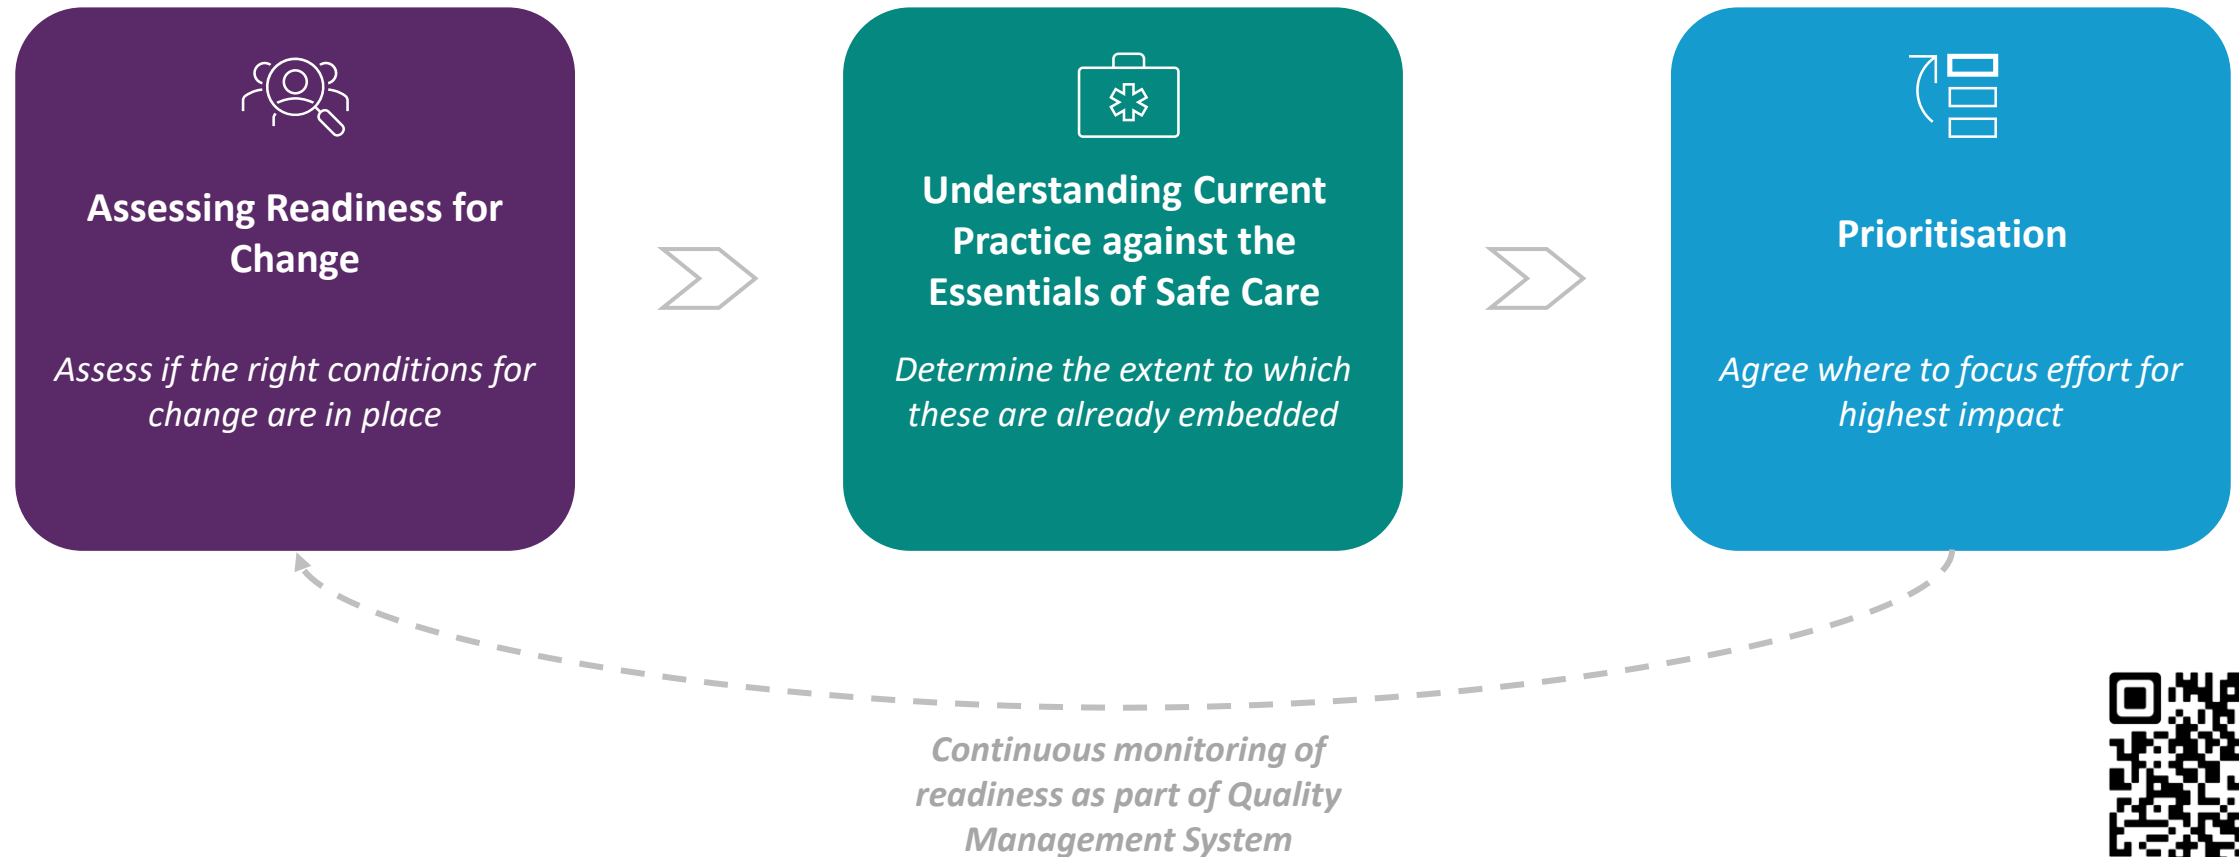 Assessing Readiness for
Change
Assess if the right conditions for
change are in place
Understanding Current
Practice against the
Essentials of Safe Care
Determine the extent to which
these are already embedded
Prioritisation
Agree where to focus effort for
highest impact
Continuous monitoring of
readiness as part of Quality
Management System